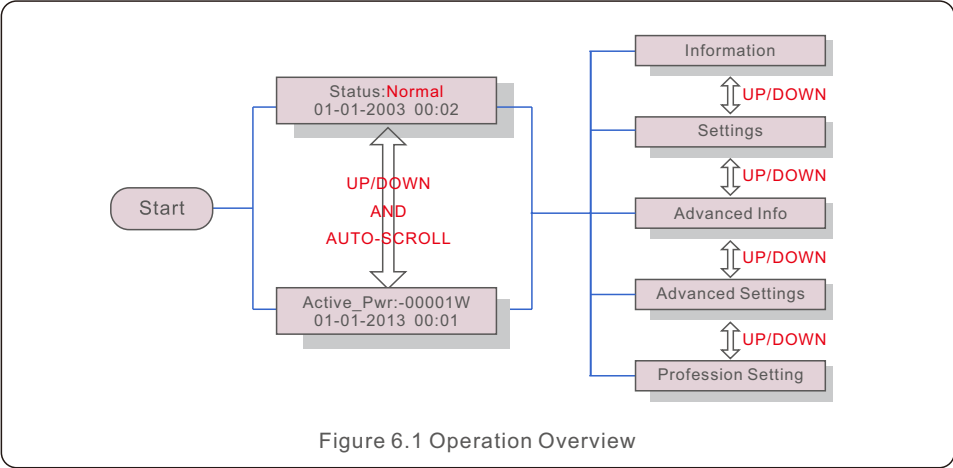 Start
Status:Normal
01-01-2003 00:02
UP/DOWN
AND
AUTO-SCROLL
Active_Pwr:-00001W
01-01-2013 00:01
Information
UP/DOWN
Settings
UP/DOWN
Advanced Info
UP/DOWN
Advanced Settings
UP/DOWN
Profession Setting
Figure 6.1 Operation Overview